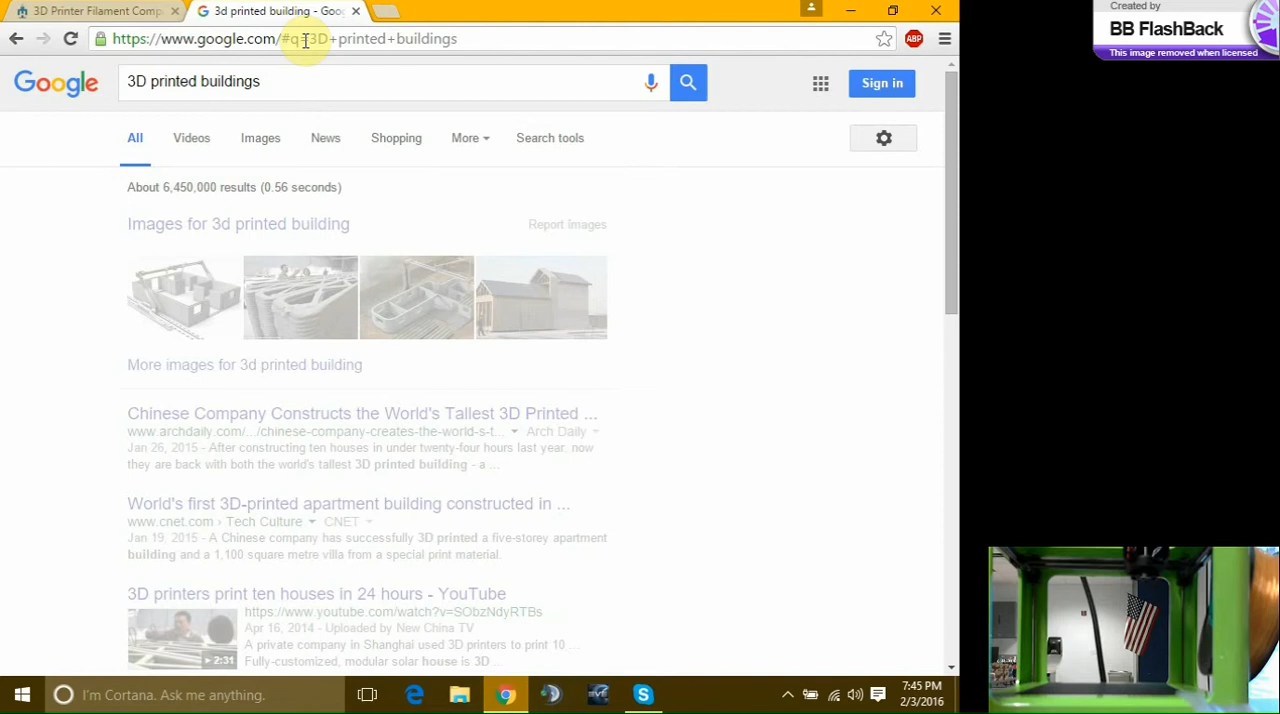 3D Printer Filament Comp
3d printed building - Goo
Created by
BB FlashBack
This image removed when licensed
https://www.google.com/#q=3D+printed+buildings
ABP
Google
3D printed buildings
Sign in
All Videos Images News Shopping More Search tools
About 6,450,000 results (0.56 seconds)
Images for 3d printed building
Report images
More images for 3d printed building
Chinese Company Constructs the World's Tallest 3D Printed ...
www.archdaily.com/.../chinese-company-creates-the-world-s-t... Arch Daily
Jan 26, 2015 - After constructing ten houses in under twenty-four hours last year. now
they are back with both the world's tallest 3D printed building - a ...
World's first 3D-printed apartment building constructed in ...
www.cnet.com › Tech Culture CNET
Jan 19, 2015 - A Chinese company has successfully 3D printed a five-storey apartment
building and a 1,100 square metre villa from a special print material.
3D printers print ten houses in 24 hours - YouTube
https://www.youtube.com/watch?v=SObzNdyRTBs
Apr 16, 2014 - Uploaded by New China TV
A private company in Shanghai used 3D printers to print 10 ...
Fully-customized, modular solar house is 3D ...
2:31
I'm Cortana. Ask me anything.
7:45 PM
2/3/2016